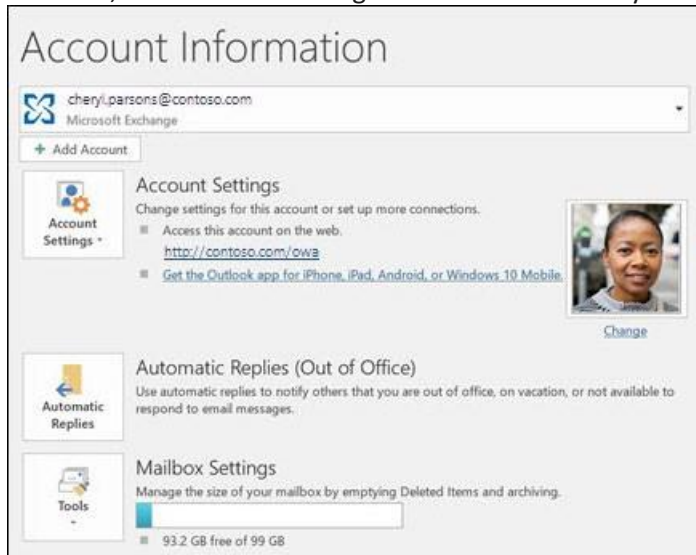 Account Information
cheryl.parsons@contoso.com
Microsoft Exchange
+ Add Account
Account Settings
Account Settings
Change settings for this account or set up more connections.
Access this account on the web.
http://contoso.com/owa
Get the Outlook app for iPhone, iPad, Android, or Windows 10 Mobile.
Change
Automatic Replies
Automatic Replies (Out of Office)
Use automatic replies to notify others that you are out of office, on vacation, or not available to
respond to email messages.
Tools
Mailbox Settings
Manage the size of your mailbox by emptying Deleted Items and archiving.
93.2 GB free of 99 GB